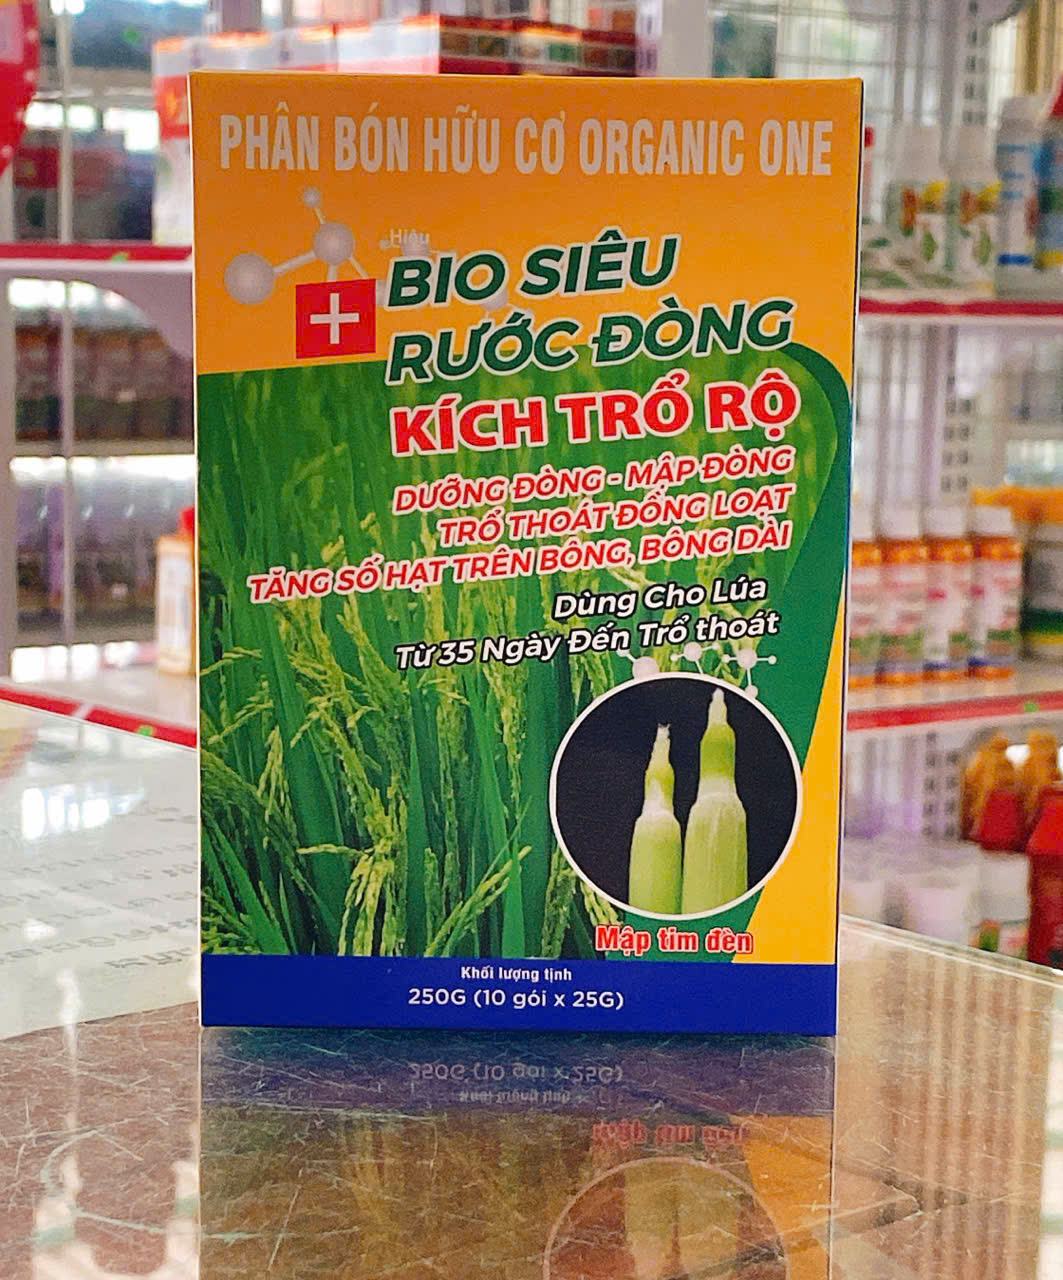 PHÂN BÓN HỮU CƠ ORGANIC ONE
Hiệu
BIO SIÊU
RƯỚC ĐÒNG
KÍCH TRỔ RỘ
DƯỠNG ĐÒNG - MẬP ĐÒNG
TRỔ THOÁT ĐỒNG LOẠT
TĂNG SỐ HẠT TRÊN BÔNG, BÔNG DÀI
Dùng Cho Lúa
Từ 35 Ngày Đến Trổ thoát
Mập tim đèn
Khối lượng tịnh
250G (10 gói x 25G)